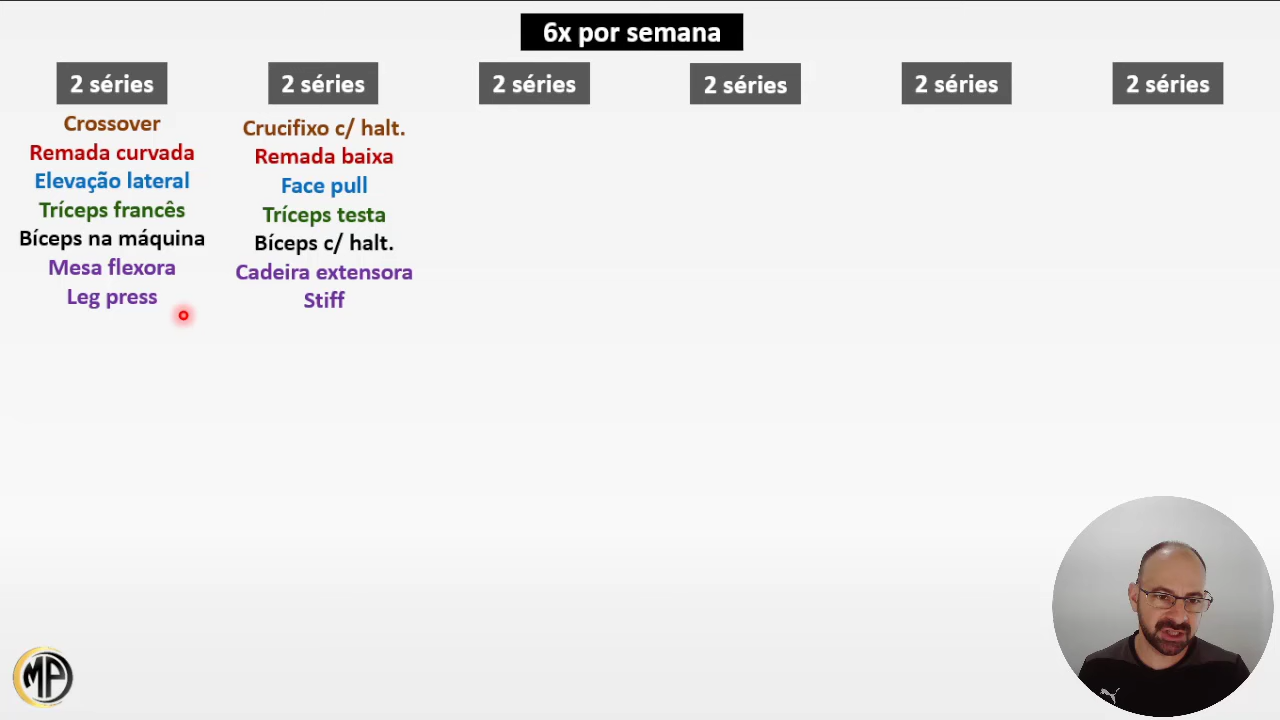 6x por semana
2 séries
Crossover
Remada curvada
Elevação lateral
Tríceps francês
Bíceps na máquina
Mesa flexora
Leg press
2 séries
Crucifixo c/ halt.
Remada baixa
Face pull
Tríceps testa
Bíceps c/ halt.
Cadeira extensora
Stiff
2 séries
2 séries
2 séries
2 séries
MP